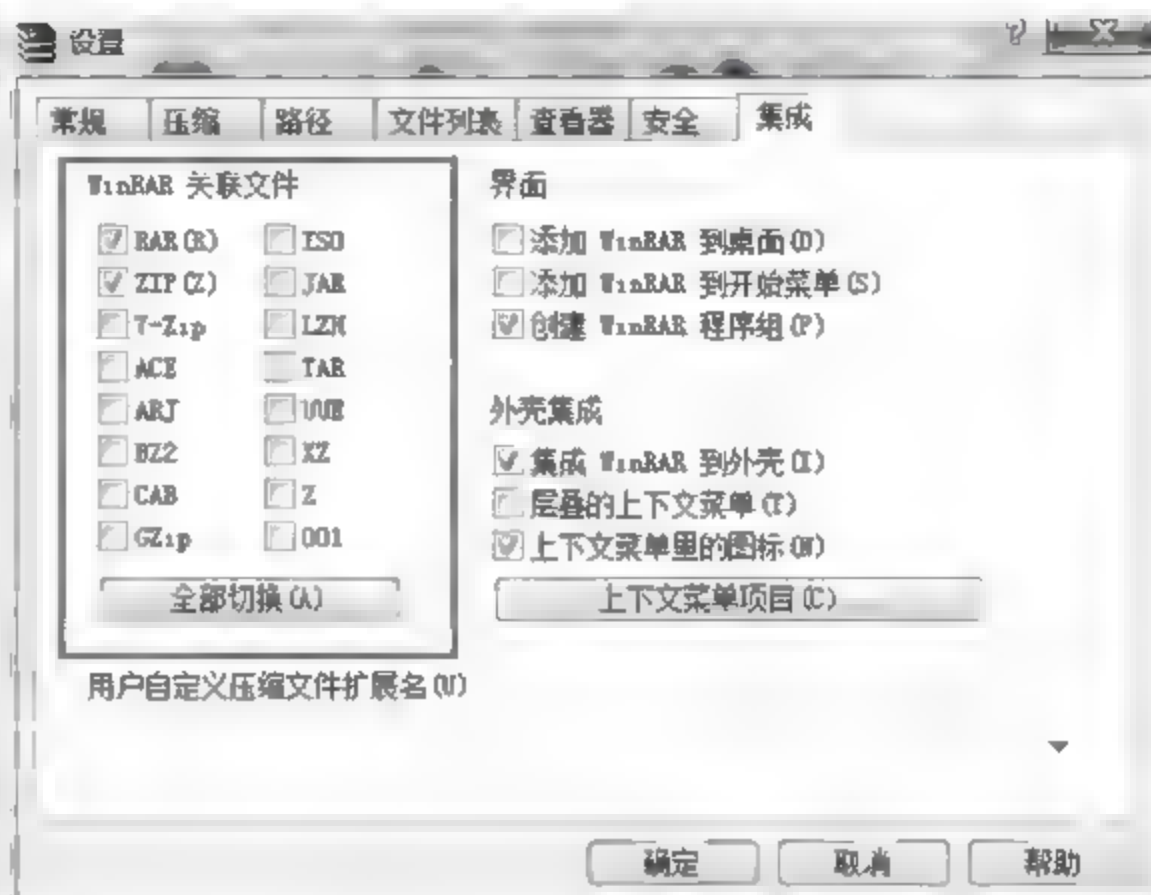 设置
常规 压缩 路径 文件列表 查看器 安全 集成
WinRAR 关联文件
RAR(R) ISO
ZIP(Z) JAR
7-Zip LZH
ACE TAR
ARJ UUE
BZ2 XZ
CAB Z
GZip 001
全部切换(A)
用户自定义压缩文件扩展名(U)
界面
添加 WinRAR 到桌面(D)
添加 WinRAR 到开始菜单(S)
创建 WinRAR 程序组(P)
外壳集成
集成 WinRAR 到外壳(I)
层叠的上下文菜单(T)
上下文菜单里的图标(N)
上下文菜单项目(C)
确定 取消 帮助